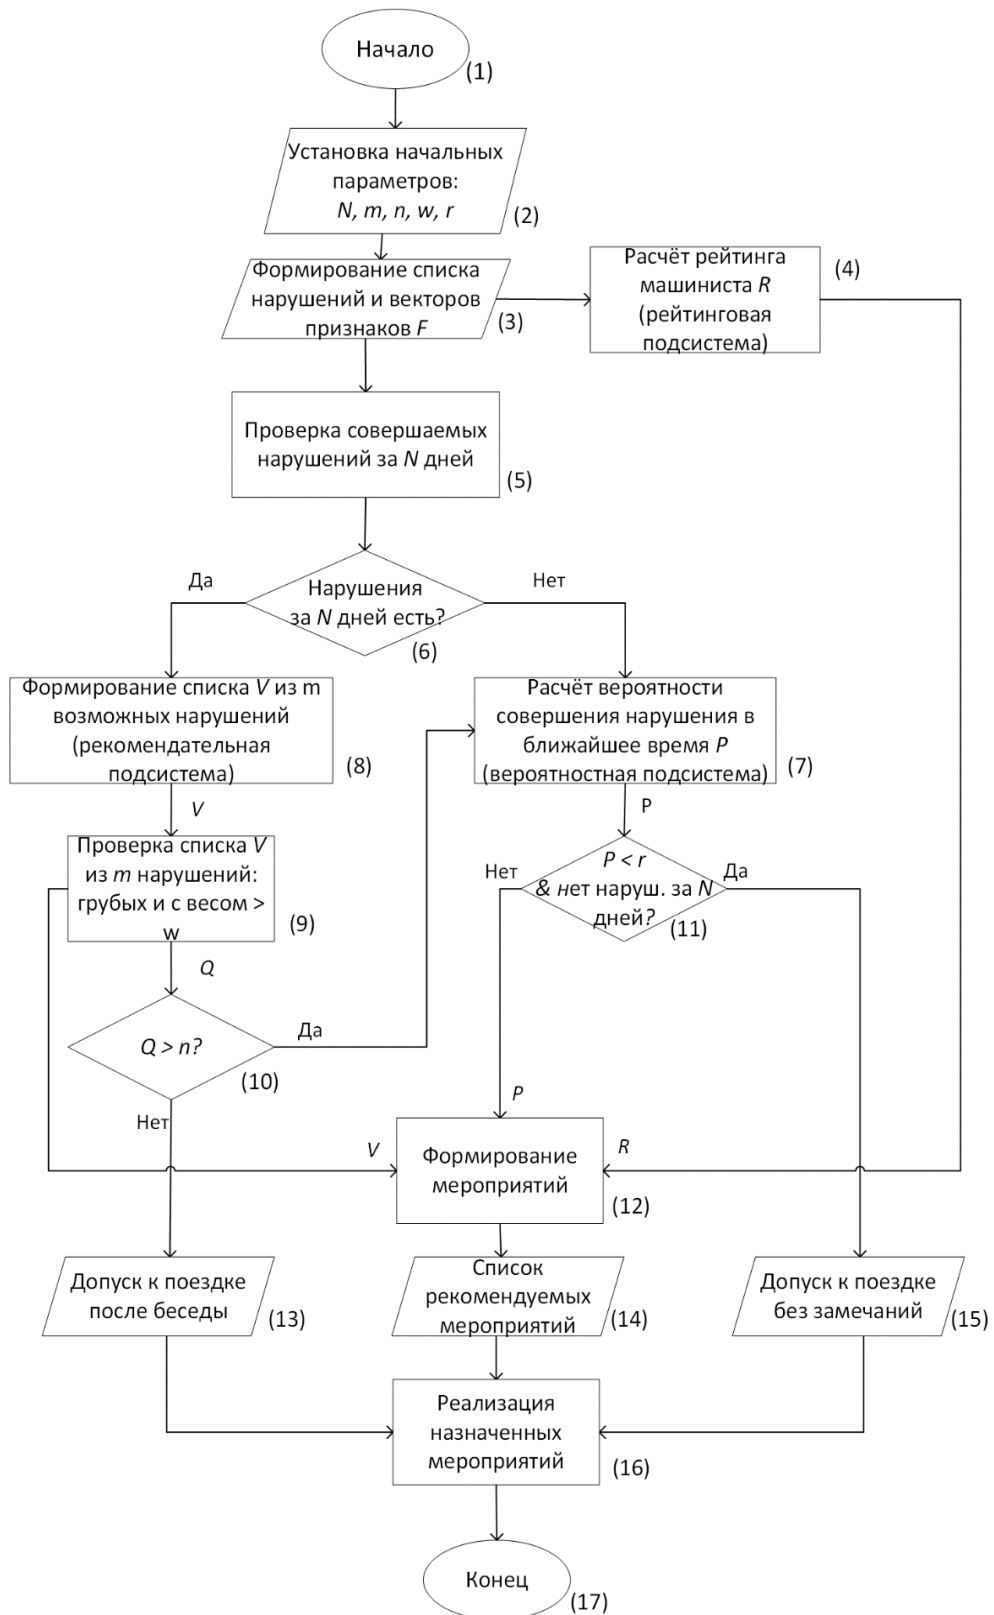 Начало
(1)
Установка начальных
параметров:
N, m, n, w, r
(2)
Формирование списка
нарушений и векторов
признаков F
(3)
Расчёт рейтинга
машиниста R
(рейтинговая
подсистема)
(4)
Проверка совершаемых
нарушений за N дней
(5)
Да
Нарушения
за N дней есть?
Нет
(6)
Формирование списка V из m
возможных нарушений
(рекомендательная
подсистема)
(8)
Расчёт вероятности
совершения нарушения в
ближайшее время P
(вероятностная подсистема)
(7)
V
P
Проверка списка V
из m нарушений:
грубых и с весом >
w
(9)
Нет
P < r
& нет наруш. за N
дней?
Да
(11)
Q
Q > n?
Да
(10)
Нет
P
V
Формирование
мероприятий
R
(12)
Допуск к поездке
после беседы
(13)
Список
рекомендуемых
мероприятий
(14)
Допуск к поездке
без замечаний
(15)
Реализация
назначенных
мероприятий
(16)
Конец
(17)